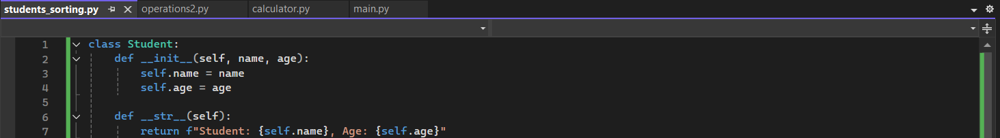 students_sorting.py operations2.py calculator.py main.py
1 class Student:
2     def __init__(self, name, age):
3         self.name = name
4         self.age = age
5
6     def __str__(self):
7         return f"Student: {self.name}, Age: {self.age}"